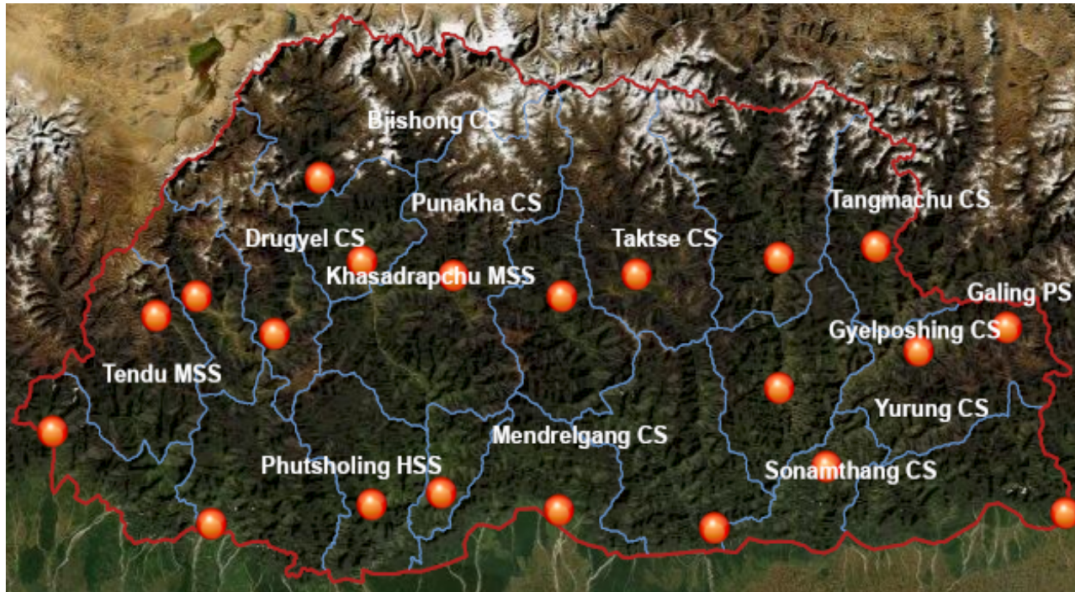 Bjishong CS
Punakha CS
Tangmachu CS
Drugyel CS
Taktse CS
Khasadrapchu MSS
Galing PS
Gyelposhing CS
Tendu MSS
Yurung CS
Mendrelgang CS
Phutsholing HSS
Sonamthang CS